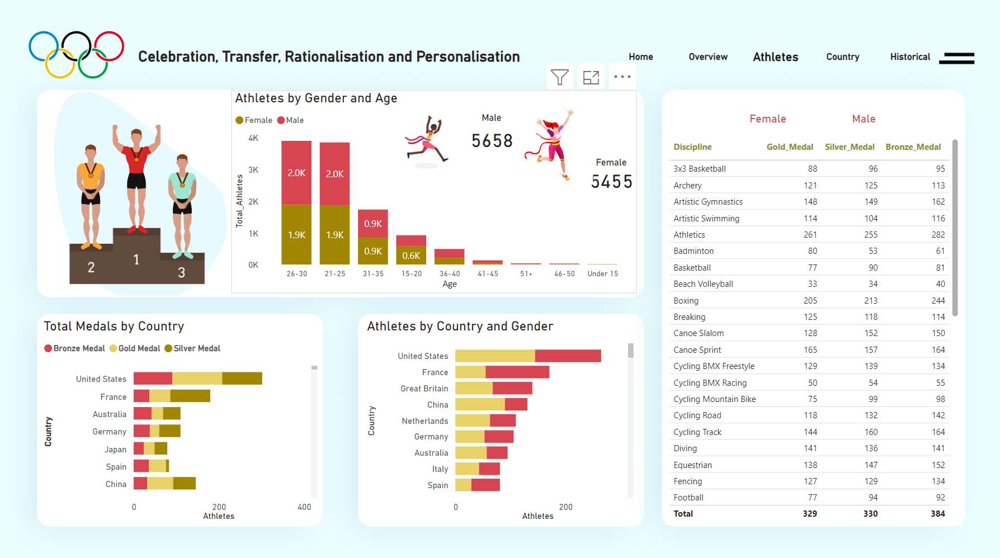 Celebration, Transfer, Rationalisation and Personalisation
Home Overview Athletes Country Historical
2 1 3
Athletes by Gender and Age
Female Male
Total_Athletes
4K
3K
2K
1K
0K
2.0K 2.0K
0.9K
1.9K 1.9K
0.9K 0.6K
26-30 21-25 31-35 15-20 36-40 41-45 51+ 46-50 Under 15
Age
Male
5658
Female
5455
Total Medals by Country
Bronze Medal Gold Medal Silver Medal
Country
United States
France
Australia
Germany
Japan
Spain
China
0 200 400
Athletes
Athletes by Country and Gender
Country
United States
France
Great Britain
China
Netherlands
Germany
Australia
Italy
Spain
0 200
Athletes
Female Male
Discipline Gold_Medal Silver_Medal Bronze_Medal
3x3 Basketball 88 96 95
Archery 121 125 113
Artistic Gymnastics 148 149 162
Artistic Swimming 114 104 116
Athletics 261 255 282
Badminton 80 53 61
Basketball 77 90 81
Beach Volleyball 33 34 40
Boxing 205 213 244
Breaking 125 118 114
Canoe Slalom 128 152 150
Canoe Sprint 165 157 164
Cycling BMX Freestyle 129 139 134
Cycling BMX Racing 50 54 55
Cycling Mountain Bike 75 99 98
Cycling Road 118 132 142
Cycling Track 144 160 164
Diving 141 136 141
Equestrian 138 147 152
Fencing 127 129 134
Football 77 94 92
Total 329 330 384